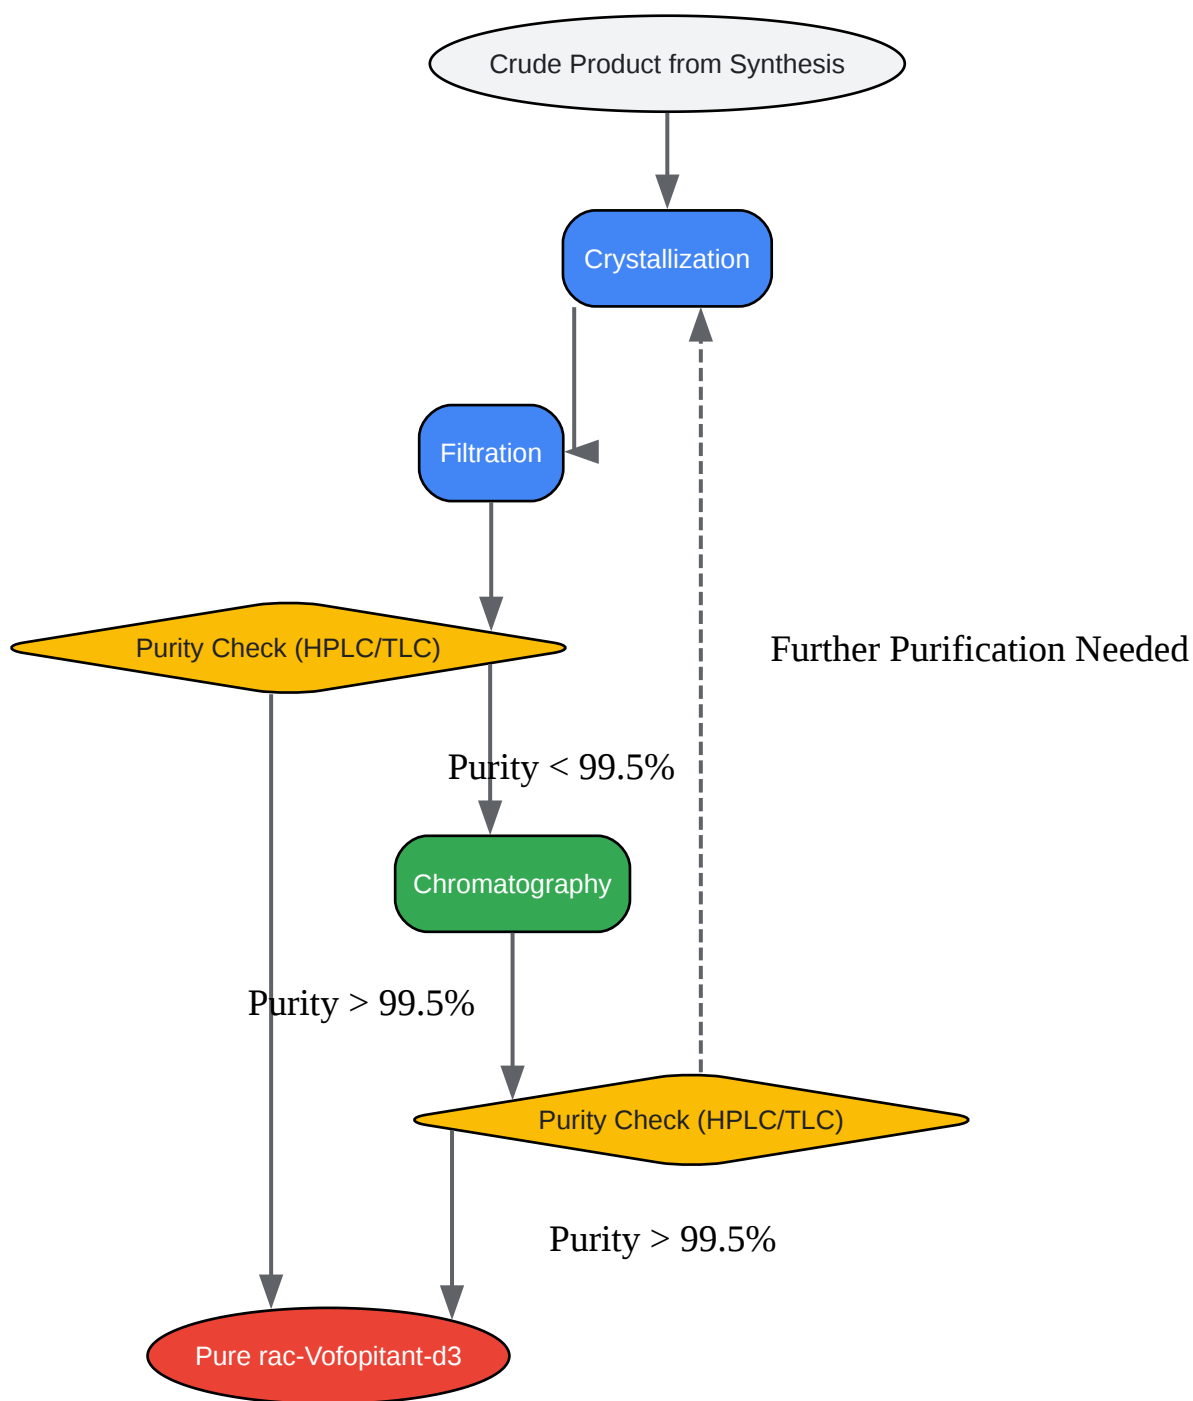 Crude Product from Synthesis
Crystallization
Filtration
Purity Check (HPLC/TLC)
Further Purification Needed
Purity < 99.5%
Chromatography
Purity > 99.5%
Purity Check (HPLC/TLC)
Purity > 99.5%
Pure rac-Vofopitant-d3